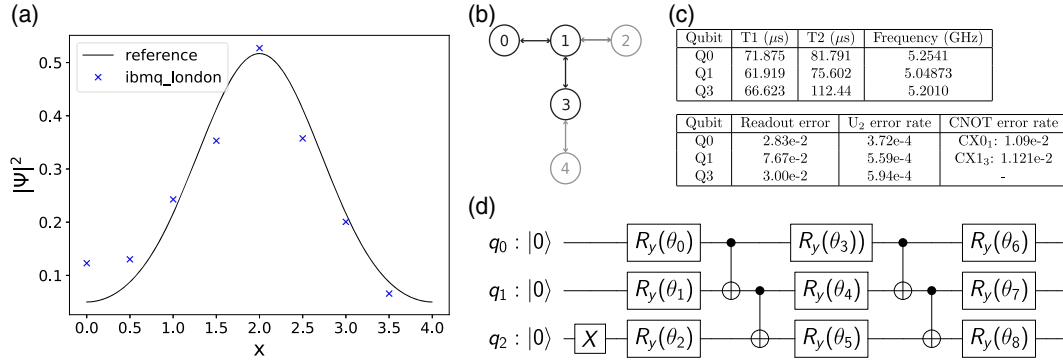 (a)
reference
ibmq_london
0.5
0.4
0.3
0.2
0.1
|Ψ|²
0.0 0.5 1.0 1.5 2.0 2.5 3.0 3.5 4.0
x
(b)
0 1 2
3
4
(c)
Qubit T1 (μs) T2 (μs) Frequency (GHz)
Q0 71.875 81.791 5.2541
Q1 61.919 75.602 5.04873
Q3 66.623 112.44 5.2010
Qubit Readout error U₂ error rate CNOT error rate
Q0 2.83e-2 3.72e-4 CX0₁: 1.09e-2
Q1 7.67e-2 5.59e-4 CX1₃: 1.121e-2
Q3 3.00e-2 5.94e-4 -
(d)
q₀ : |0⟩ R_y(θ₀) R_y(θ₃)) R_y(θ₆)
q₁ : |0⟩ R_y(θ₁) R_y(θ₄) R_y(θ₇)
q₂ : |0⟩ X R_y(θ₂) R_y(θ₅) R_y(θ₈)